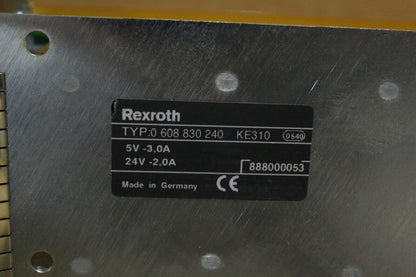 Rexroth
TYP:0 608 830 240 KE310 0540
5V -3,0A
24V -2,0A
888000053
Made in Germany CE